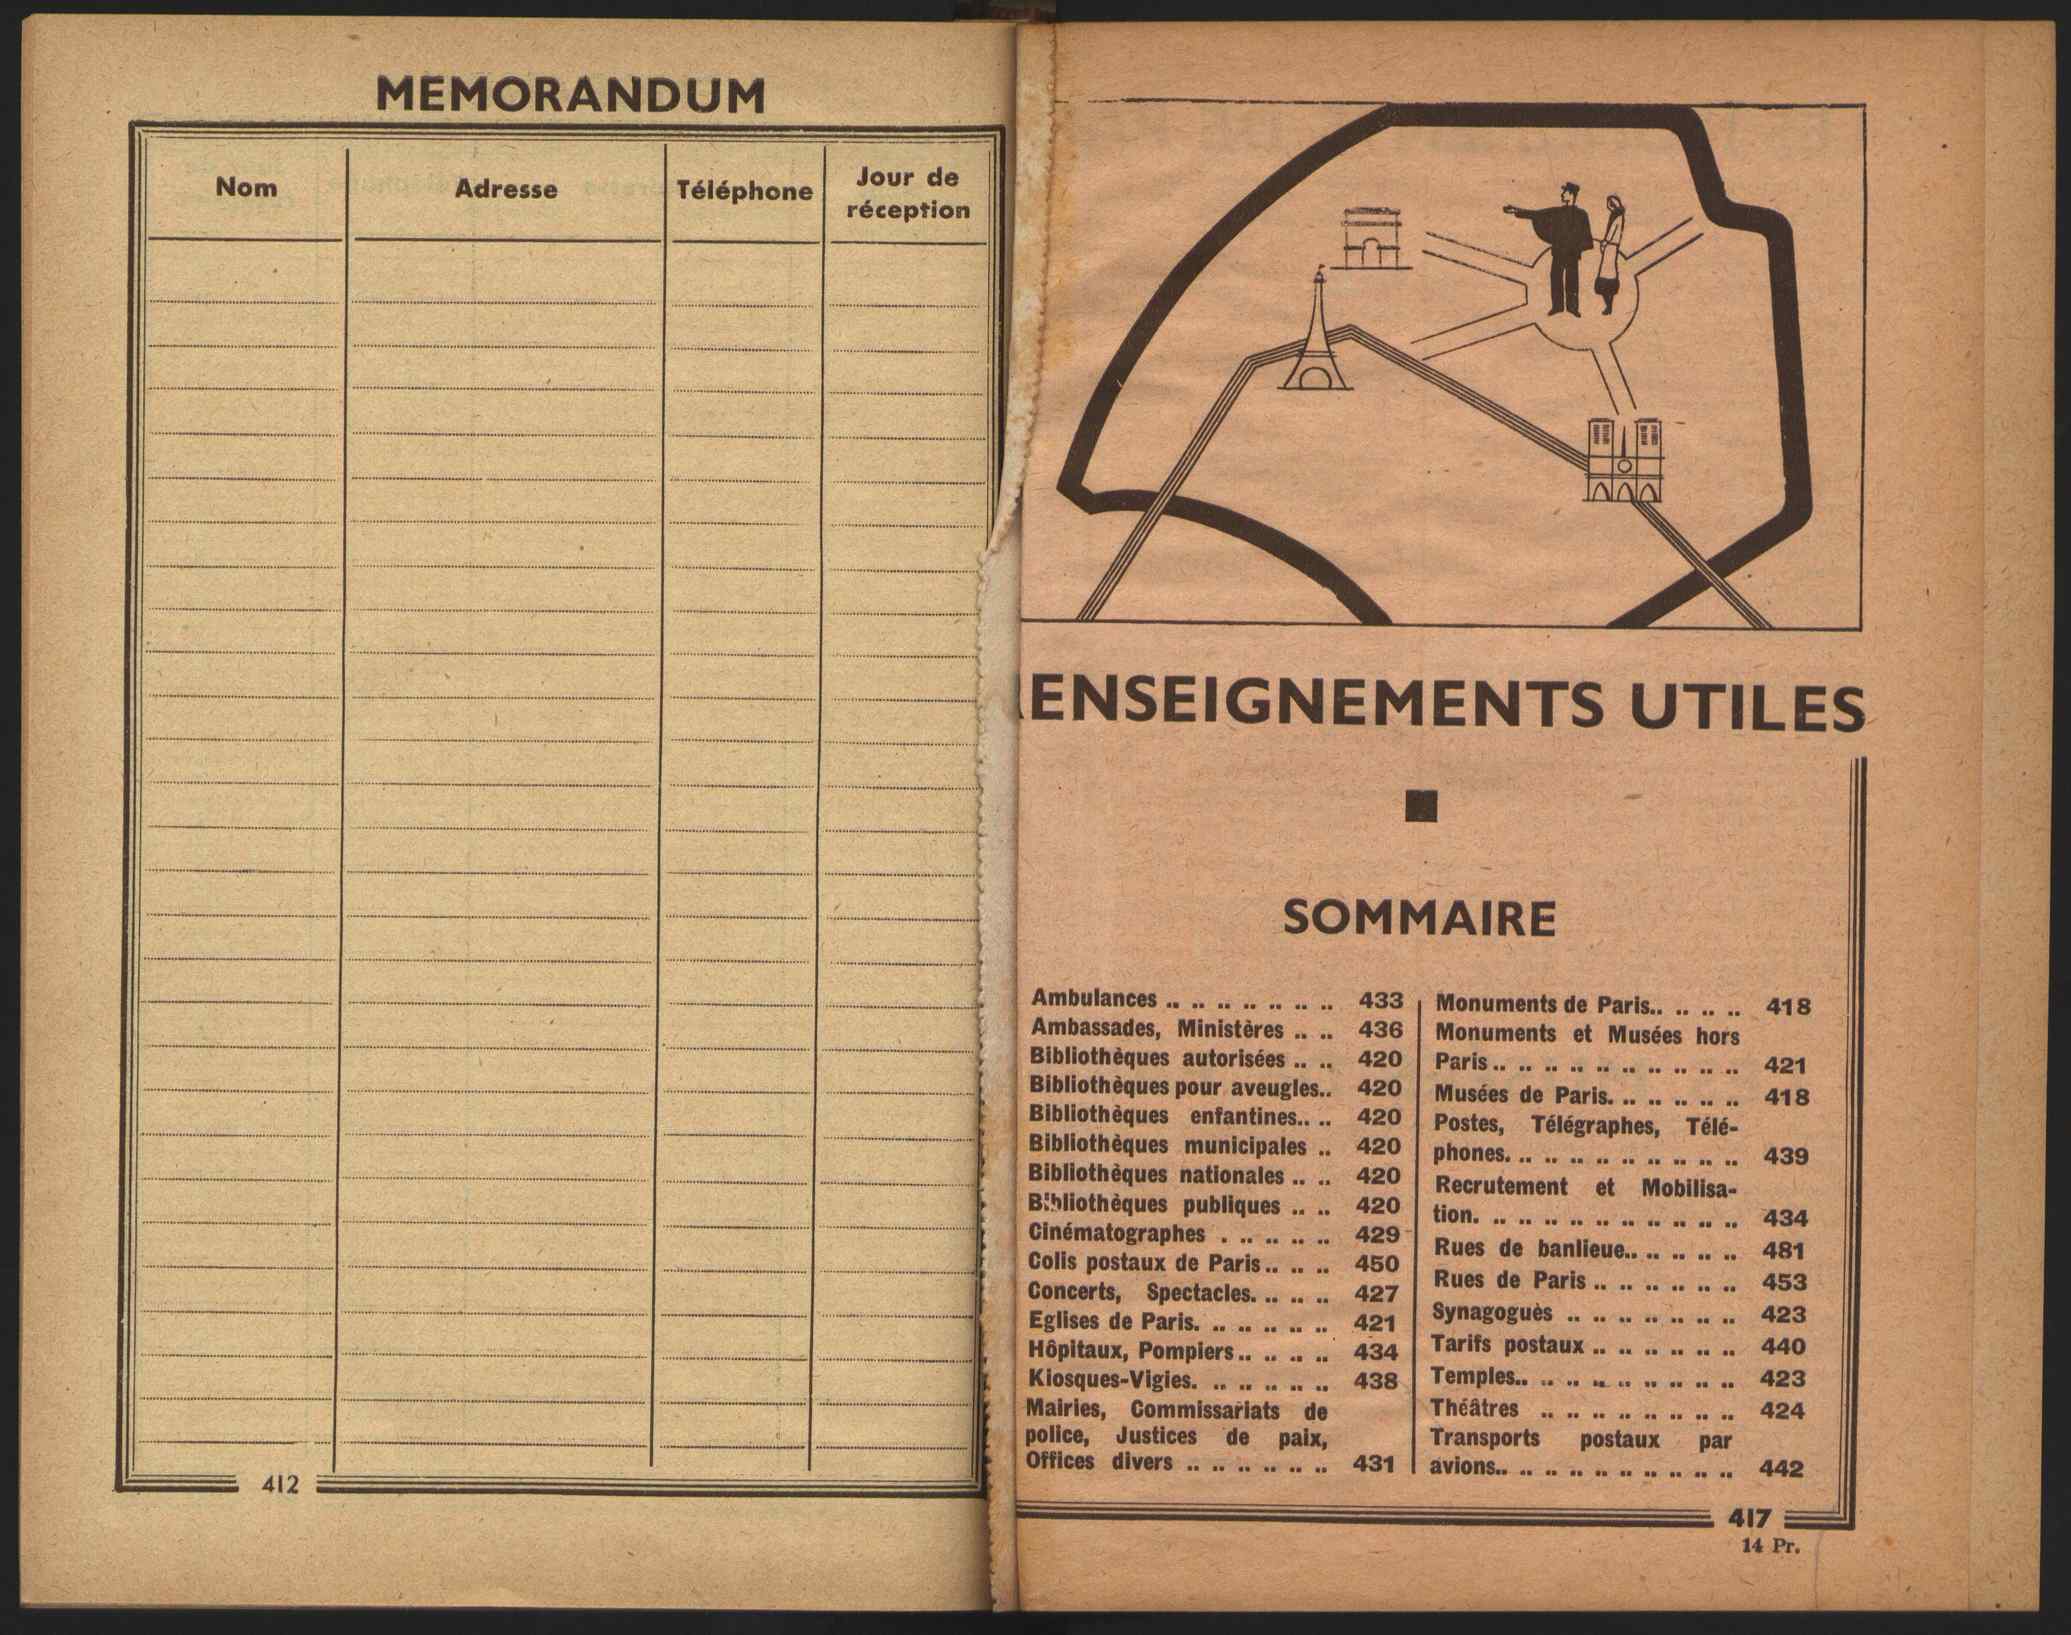 MEMORANDUM
Nom
Adresse
Téléphone
Jour de
réception
412
RENSEIGNEMENTS UTILES
SOMMAIRE
Ambulances .. .. .. .. .. .. .. 433
Ambassades, Ministères .. .. 436
Bibliothèques autorisées .. .. 420
Bibliothèques pour aveugles.. 420
Bibliothèques enfantines.. .. 420
Bibliothèques municipales .. 420
Bibliothèques nationales .. .. 420
Bibliothèques publiques .. .. 420
Cinématographes . .. .. .. .. 429
Colis postaux de Paris.. .. .. 450
Concerts, Spectacles. .. .. .. 427
Eglises de Paris. .. .. .. .. .. 421
Hôpitaux, Pompiers.. .. .. .. 434
Kiosques-Vigies. .. .. .. .. .. 438
Mairies, Commissariats de
police, Justices de paix,
Offices divers .. .. .. .. .. .. 431
Monuments de Paris.. .. .. .. 418
Monuments et Musées hors
Paris.. .. .. .. .. .. .. .. .. .. 421
Musées de Paris. .. .. .. .. .. 418
Postes, Télégraphes, Télé-
phones. .. .. .. .. .. .. .. .. .. 439
Recrutement et Mobilisa-
tion. .. .. .. .. .. .. .. .. .. .. 434
Rues de banlieue.. .. .. .. .. 481
Rues de Paris .. .. .. .. .. .. 453
Synagoguès .. .. .. .. .. .. .. 423
Tarifs postaux .. .. .. .. .. .. 440
Temples.. .. .. .. .. .. .. .. .. 423
Théâtres .. .. .. .. .. .. .. .. 424
Transports postaux par
avions.. .. .. .. .. .. .. .. .. .. 442
417
14 Pr.